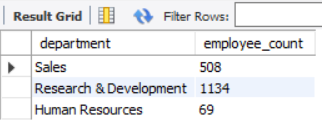 Result Grid Filter Rows:
department employee_count
Sales 508
Research & Development 1134
Human Resources 69